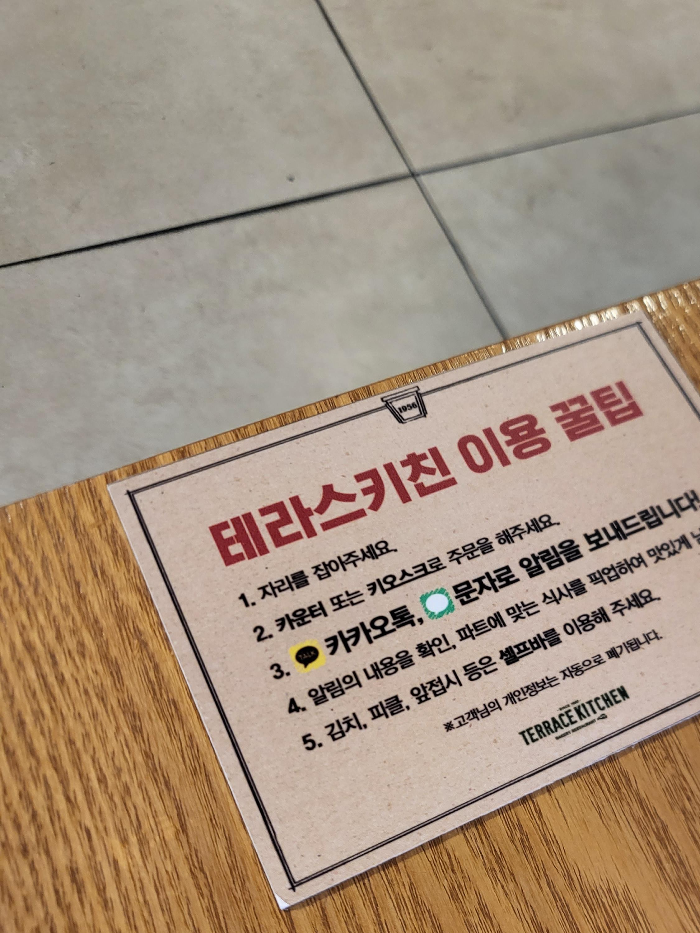 1956
테라스키친 이용 꿀팁
1. 자리를 잡아주세요.
2. 카운터 또는 키오스크로 주문을 해주세요.
3. TALK 카카오톡, 문자로 알림을 보내드립니다!
4. 알림의 내용을 확인, 파트에 맞는 식사를 픽업하여 맛있게
5. 김치, 피클, 앞접시 등은 셀프바를 이용해 주세요.
※고객님의 개인정보는 자동으로 폐기됩니다.
TERRACE KITCHEN